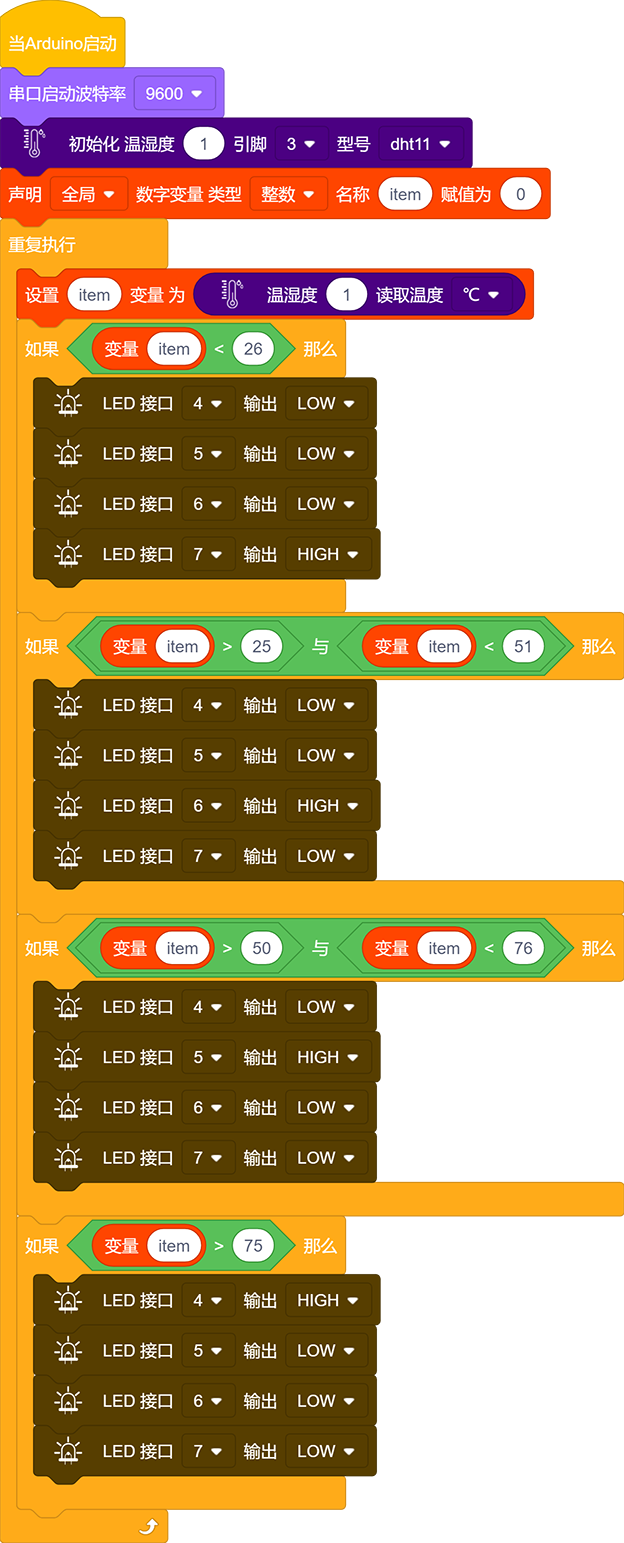 当Arduino启动
串口启动波特率 9600
初始化 温湿度 1 引脚 3 型号 dht11
声明 全局 数字变量 类型 整数 名称 item 赋值为 0
重复执行
设置 item 变量 为 温湿度 1 读取温度 ℃
如果 变量 item < 26 那么
LED 接口 4 输出 LOW
LED 接口 5 输出 LOW
LED 接口 6 输出 LOW
LED 接口 7 输出 HIGH
如果 变量 item > 25 与 变量 item < 51 那么
LED 接口 4 输出 LOW
LED 接口 5 输出 LOW
LED 接口 6 输出 HIGH
LED 接口 7 输出 LOW
如果 变量 item > 50 与 变量 item < 76 那么
LED 接口 4 输出 LOW
LED 接口 5 输出 HIGH
LED 接口 6 输出 LOW
LED 接口 7 输出 LOW
如果 变量 item > 75 那么
LED 接口 4 输出 HIGH
LED 接口 5 输出 LOW
LED 接口 6 输出 LOW
LED 接口 7 输出 LOW